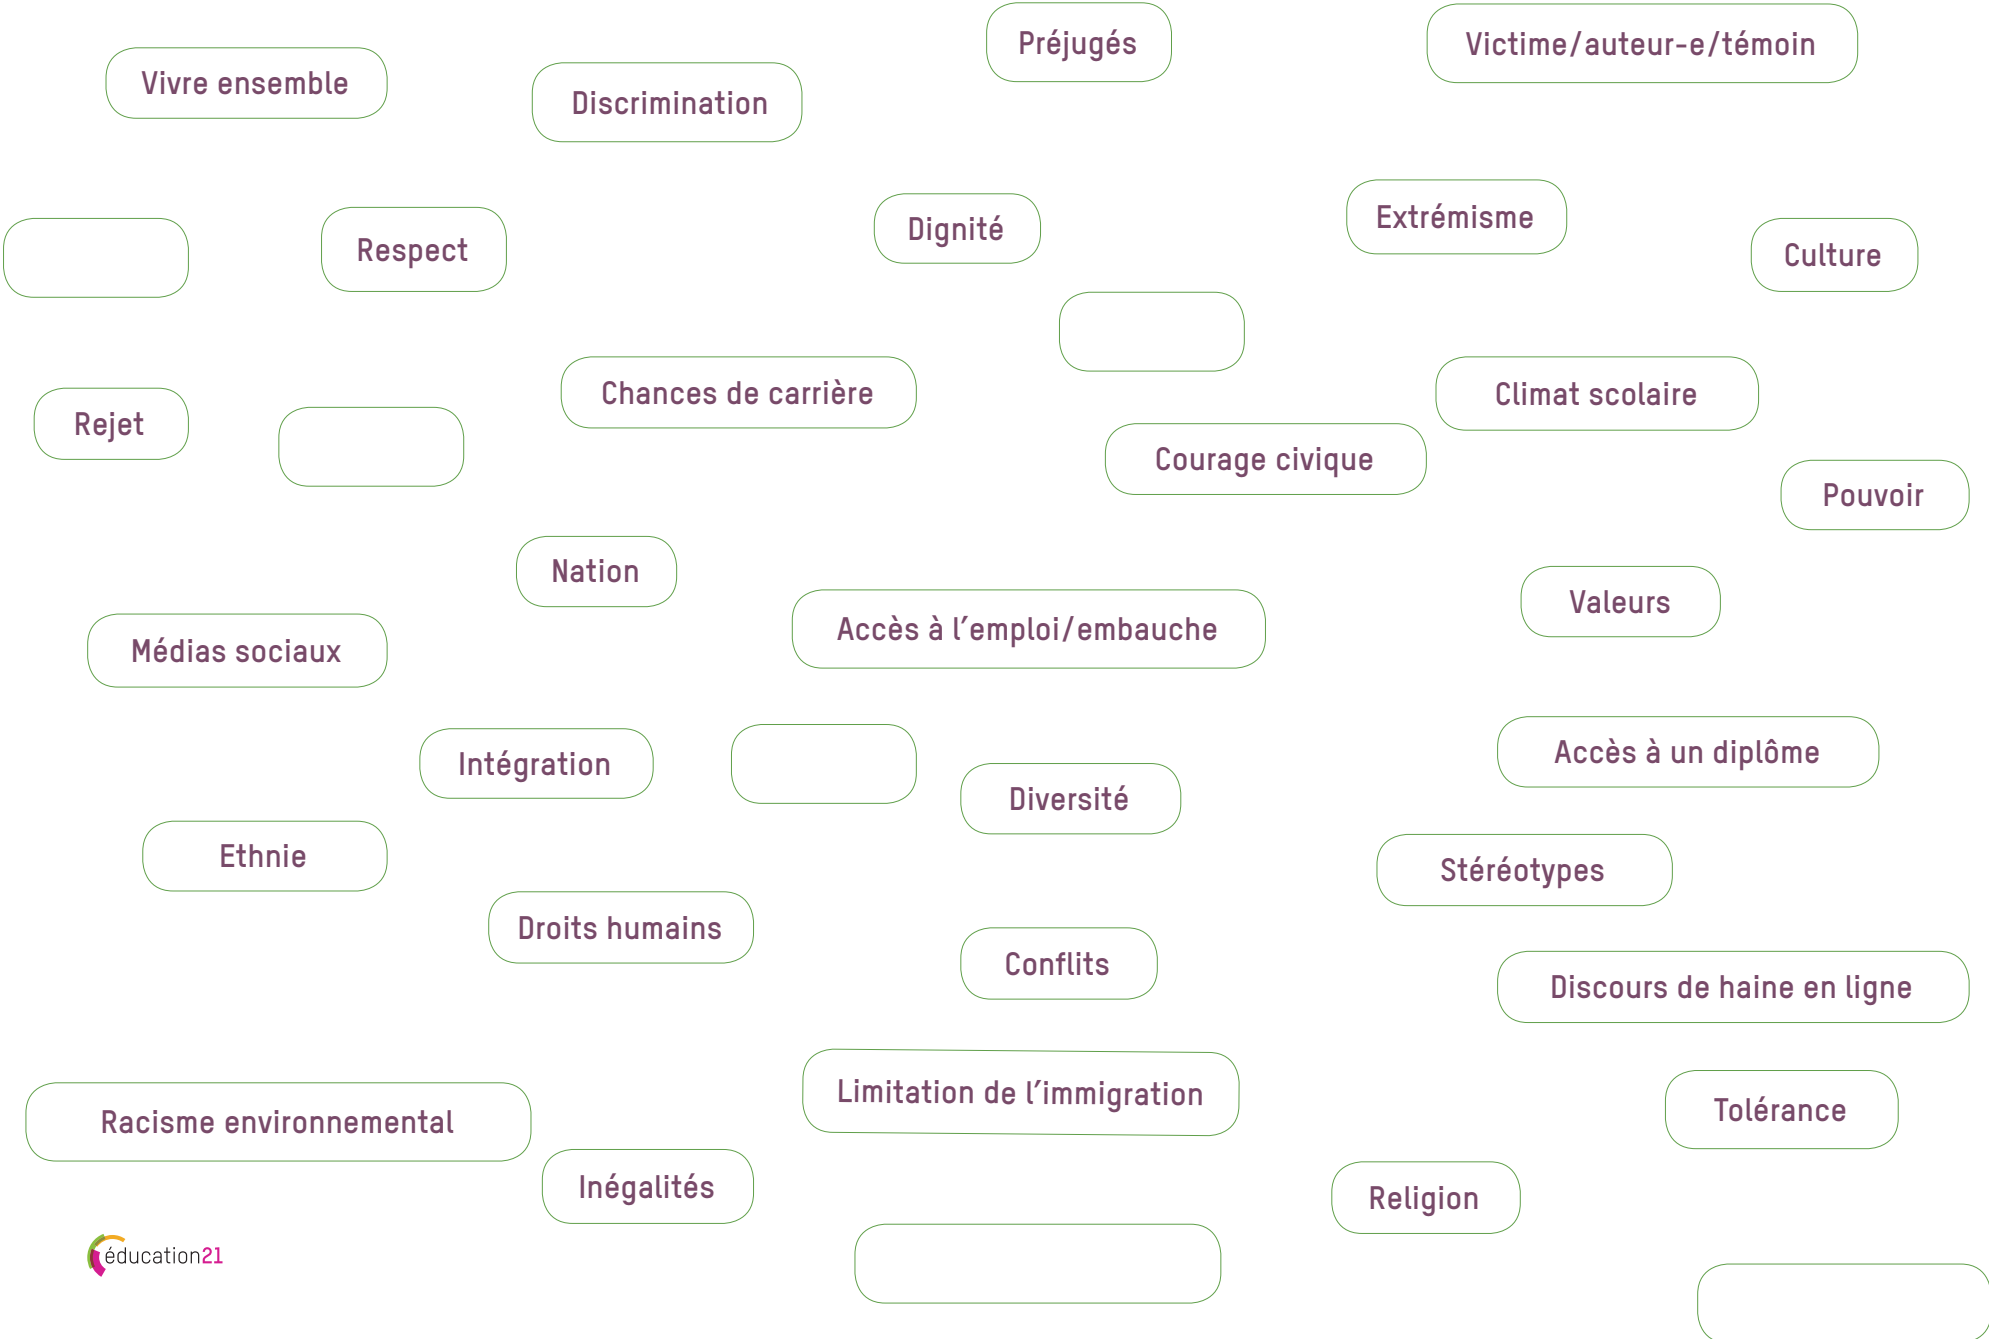 Préjugés
Victime/auteur-e/témoin
Vivre ensemble
Discrimination
Respect
Dignité
Extrémisme
Culture
Rejet
Chances de carrière
Climat scolaire
Courage civique
Pouvoir
Nation
Accès à l’emploi/embauche
Valeurs
Médias sociaux
Intégration
Diversité
Accès à un diplôme
Ethnie
Stéréotypes
Droits humains
Conflits
Discours de haine en ligne
Racisme environnemental
Limitation de l’immigration
Tolérance
Inégalités
Religion
éducation21